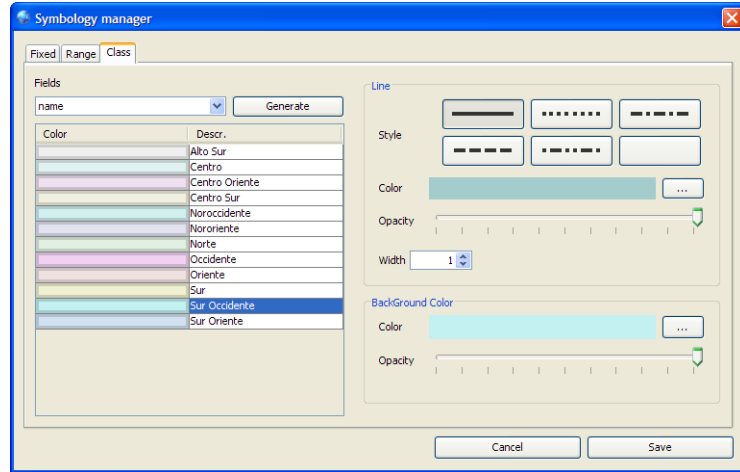 Symbology manager
Fixed Range Class
Fields
name
Generate
Color Descr.
Alto Sur
Centro
Centro Oriente
Centro Sur
Noroccidente
Nororiente
Norte
Occidente
Oriente
Sur
Sur Occidente
Sur Oriente
Line
Style
Color ...
Opacity
Width 1
BackGround Color
Color ...
Opacity
Cancel Save